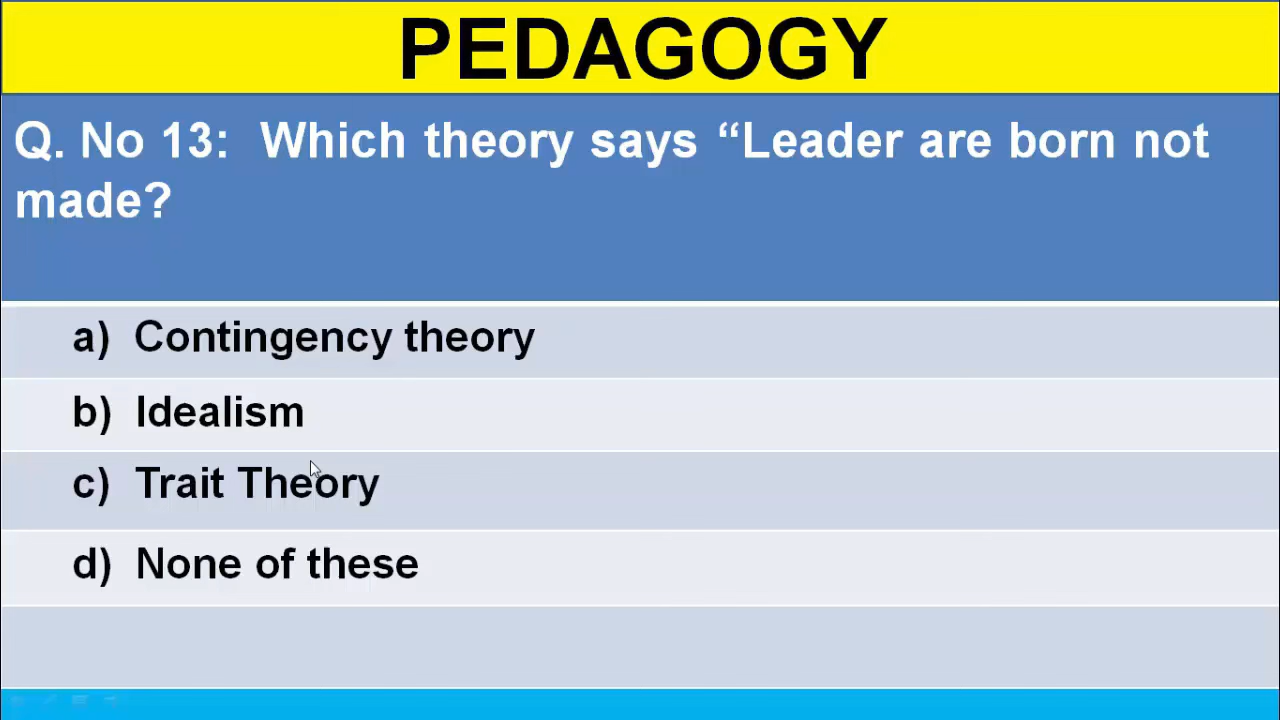 PEDAGOGY
Q. No 13: Which theory says “Leader are born not
made?
a) Contingency theory
b) Idealism
c) Trait Theory
d) None of these